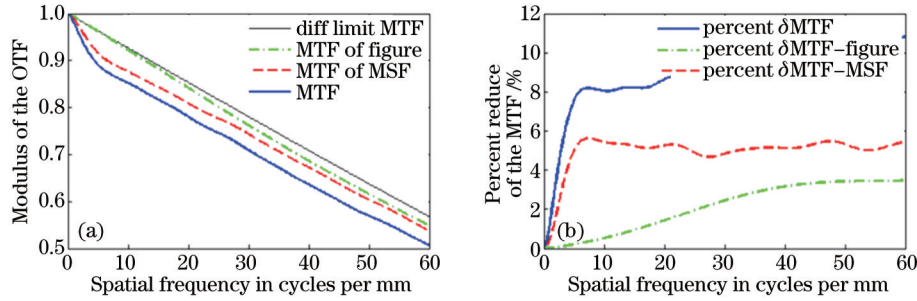 1.0
0.9
0.8
0.7
0.6
0.5
Modulus of the OTF
diff limit MTF
MTF of figure
MTF of MSF
MTF
(a)
0 10 20 30 40 50 60
Spatial frequency in cycles per mm
12
10
8
6
4
2
0
Percent reduce
of the MTF /%
percent δMTF
percent δMTF–figure
percent δMTF–MSF
(b)
0 10 20 30 40 50 60
Spatial frequency in cycles per mm